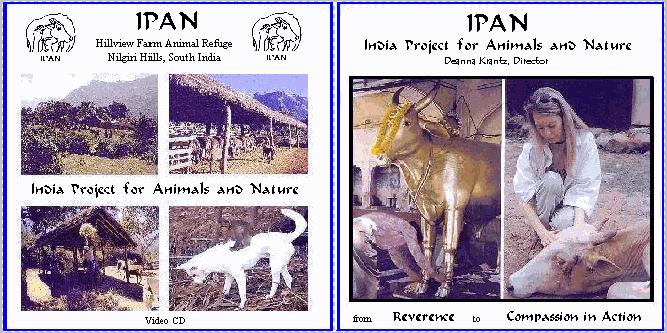 IPAN
Hillview Farm Animal Refuge
Nilgiri Hills, South India
IPAN
IPAN
India Project for Animals and Nature
Video CD
IPAN
India Project for Animals and Nature
Deanna Krantz, Director
from Reverence to Compassion in Action